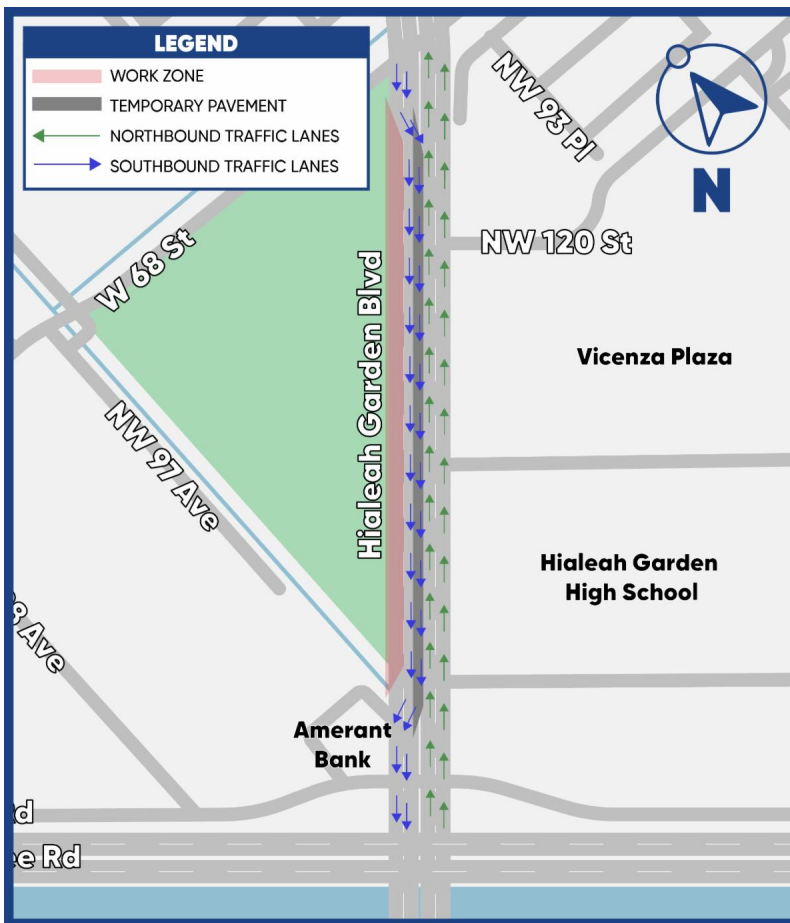 LEGEND
WORK ZONE
TEMPORARY PAVEMENT
NORTHBOUND TRAFFIC LANES
SOUTHBOUND TRAFFIC LANES
NW 93 Pl
N
W 68 St
NW 120 St
Hialeah Garden Blvd
Vicenza Plaza
NW 97 Ave
Hialeah Garden
High School
Ave
Amerant
Bank
Rd